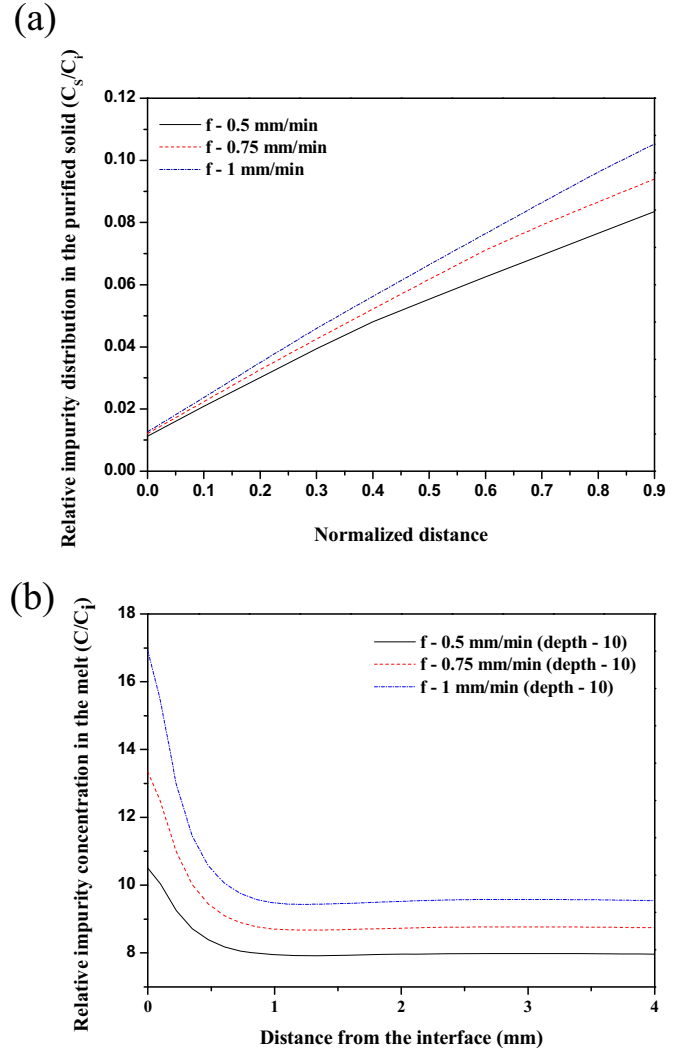 (a)
Relative impurity distribution in the purified solid (Cs/Ci)
0.12
0.10
0.08
0.06
0.04
0.02
0.00
f - 0.5 mm/min
f - 0.75 mm/min
f - 1 mm/min
0.0 0.1 0.2 0.3 0.4 0.5 0.6 0.7 0.8 0.9
Normalized distance
(b)
Relative impurity concentration in the melt (C/Ci)
18
16
14
12
10
8
f - 0.5 mm/min (depth - 10)
f - 0.75 mm/min (depth - 10)
f - 1 mm/min (depth - 10)
0 1 2 3 4
Distance from the interface (mm)